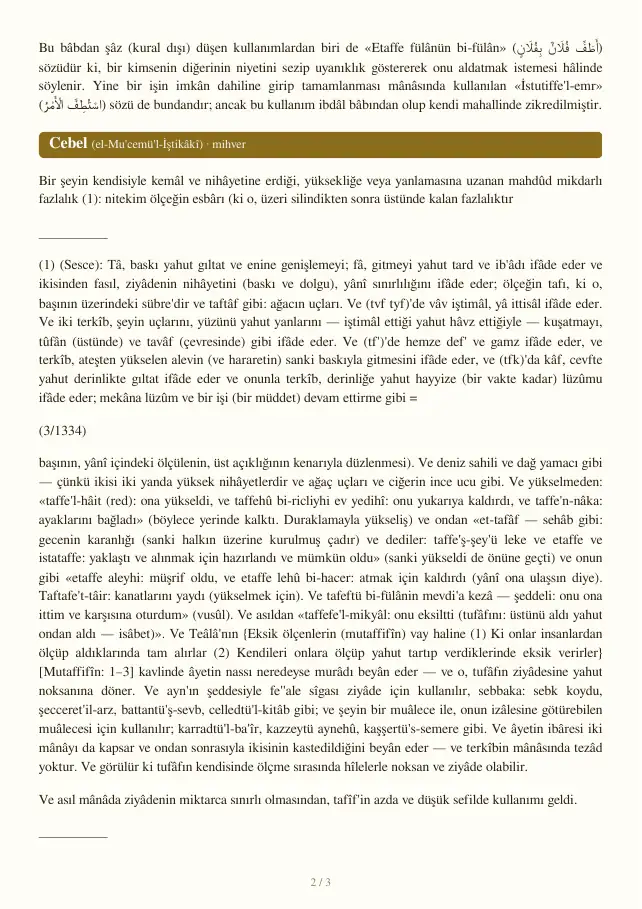 Bu bâbdan şâz (kural dışı) düşen kullanımlardan biri de «Etaffe fülânün bi-fülân» (أَطَفَّ فُلَانٌ بِفُلَانٍ)
sözüdür ki, bir kimsenin diğerinin niyetini sezip uyanıklık göstererek onu aldatmak istemesi hâlinde
söylenir. Yine bir işin imkân dahiline girip tamamlanması mânâsında kullanılan «İstutiffe'l-emr»
(اسْتُطِفَّ الْأَمْرُ) sözü de bundandır; ancak bu kullanım ibdâl bâbından olup kendi mahallinde zikredilmiştir.
Cebel (el-Mu'cemü'l-İştikâkî) · mihver
Bir şeyin kendisiyle kemâl ve nihâyetine erdiği, yüksekliğe veya yanlamasına uzanan mahdûd mikdarlı
fazlalık (1): nitekim ölçeğin esbârı (ki o, üzeri silindikten sonra üstünde kalan fazlalıktır
(1) (Sesce): Tâ, baskı yahut gıltat ve enine genişlemeyi; fâ, gitmeyi yahut tard ve ib'âdı ifâde eder ve
ikisinden fasıl, ziyâdenin nihâyetini (baskı ve dolgu), yânî sınırlılığını ifâde eder; ölçeğin tafı, ki o,
başının üzerindeki sübre'dir ve taftâf gibi: ağacın uçları. Ve (tvf tyf)'de vâv iştimâl, yâ ittisâl ifâde eder.
Ve iki terkîb, şeyin uçlarını, yüzünü yahut yanlarını — iştimâl ettiği yahut hâvz ettiğiyle — kuşatmayı,
tûfân (üstünde) ve tavâf (çevresinde) gibi ifâde eder. Ve (tf')'de hemze def' ve gamz ifâde eder, ve
terkîb, ateşten yükselen alevin (ve hararetin) sanki baskıyla gitmesini ifâde eder, ve (tfk)'da kâf, cevfte
yahut derinlikte gıltat ifâde eder ve onunla terkîb, derinliğe yahut hayyize (bir vakte kadar) lüzûmu
ifâde eder; mekâna lüzûm ve bir işi (bir müddet) devam ettirme gibi =
(3/1334)
başının, yânî içindeki ölçülenin, üst açıklığının kenarıyla düzlenmesi). Ve deniz sahili ve dağ yamacı gibi
— çünkü ikisi iki yanda yüksek nihâyetlerdir ve ağaç uçları ve ciğerin ince ucu gibi. Ve yükselmeden:
«taffe'l-hâit (red): ona yükseldi, ve taffehû bi-ricliyhi ev yedihî: onu yukarıya kaldırdı, ve taffe'n-nâka:
ayaklarını bağladı» (böylece yerinde kalktı. Duraklamayla yükseliş) ve ondan «et-tafâf — sehâb gibi:
gecenin karanlığı (sanki halkın üzerine kurulmuş çadır) ve dediler: taffe'ş-şey'ü leke ve etaffe ve
istataffe: yaklaştı ve alınmak için hazırlandı ve mümkün oldu» (sanki yükseldi de önüne geçti) ve onun
gibi «etaffe aleyhi: müşrif oldu, ve etaffe lehû bi-hacer: atmak için kaldırdı (yânî ona ulaşsın diye).
Taftafe't-tâir: kanatlarını yaydı (yükselmek için). Ve tafeftü bi-fülânin mevdi'a kezâ — şeddeli: onu ona
ittim ve karşısına oturdum» (vusûl). Ve asıldan «taffefe'l-mikyâl: onu eksiltti (tufâfını: üstünü aldı yahut
ondan aldı — isâbet)». Ve Teâlâ'nın {Eksik ölçenlerin (mutaffifîn) vay haline (1) Ki onlar insanlardan
ölçüp aldıklarında tam alırlar (2) Kendileri onlara ölçüp yahut tartıp verdiklerinde eksik verirler}
[Mutaffifîn: 1–3] kavlinde âyetin nassı neredeyse murâdı beyân eder — ve o, tufâfın ziyâdesine yahut
noksanına döner. Ve ayn'ın şeddesiyle fe''ale sîgası ziyâde için kullanılır, sebbaka: sebk koydu,
şecceret'il-arz, battantü's-sevb, celledtü'l-kitâb gibi; ve şeyin bir muâlece ile, onun izâlesine götürebilen
muâlecesi için kullanılır; karradtü'l-ba'îr, kazzeytü aynehû, kaşşertü's-semere gibi. Ve âyetin ibâresi iki
mânâyı da kapsar ve ondan sonrasıyla ikisinin kastedildiğini beyân eder — ve terkîbin mânâsında tezâd
yoktur. Ve görülür ki tufâfın kendisinde ölçme sırasında hîlelerle noksan ve ziyâde olabilir.
Ve asıl mânâda ziyâdenin miktarca sınırlı olmasından, tafîf'in azda ve düşük sefilde kullanımı geldi.
2 / 3